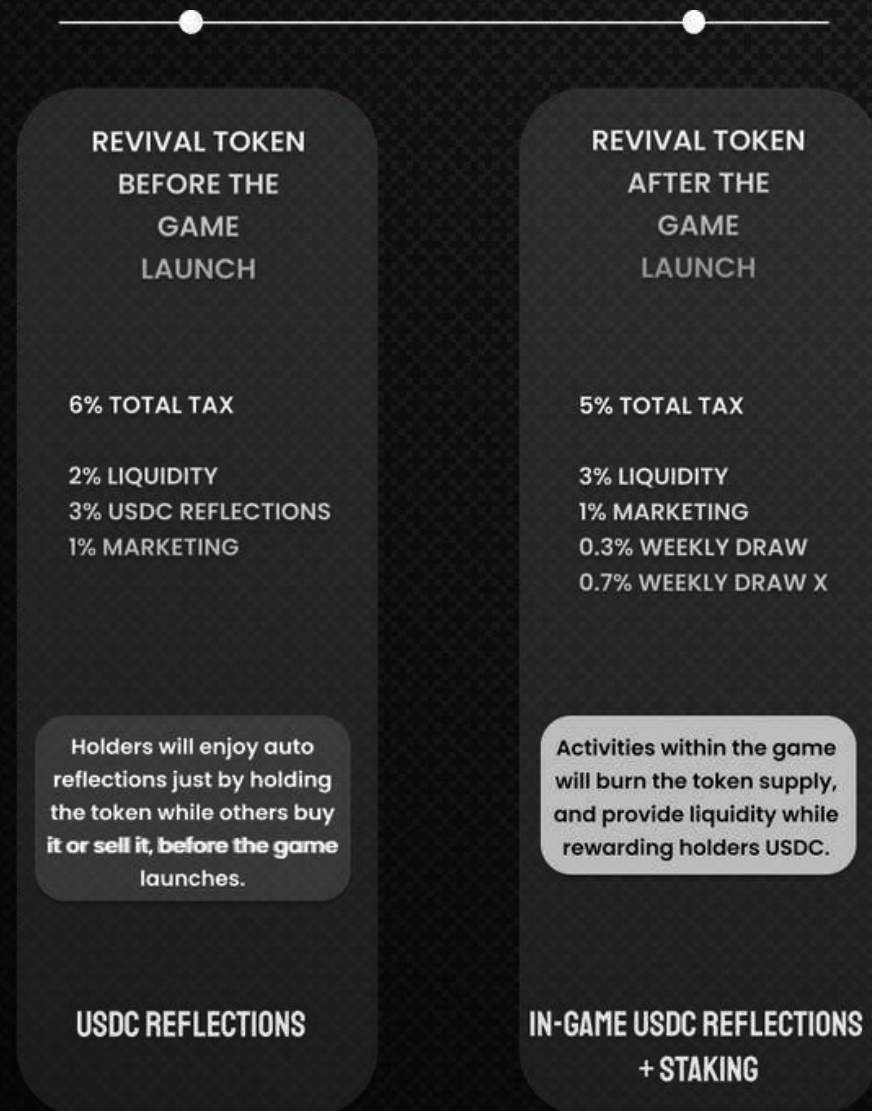 REVIVAL TOKEN
BEFORE THE
GAME
LAUNCH
6% TOTAL TAX
2% LIQUIDITY
3% USDC REFLECTIONS
1% MARKETING
Holders will enjoy auto
reflections just by holding
the token while others buy
it or sell it, before the game
launches.
USDC REFLECTIONS
REVIVAL TOKEN
AFTER THE
GAME
LAUNCH
5% TOTAL TAX
3% LIQUIDITY
1% MARKETING
0.3% WEEKLY DRAW
0.7% WEEKLY DRAW X
Activities within the game
will burn the token supply,
and provide liquidity while
rewarding holders USDC.
IN-GAME USDC REFLECTIONS
+ STAKING